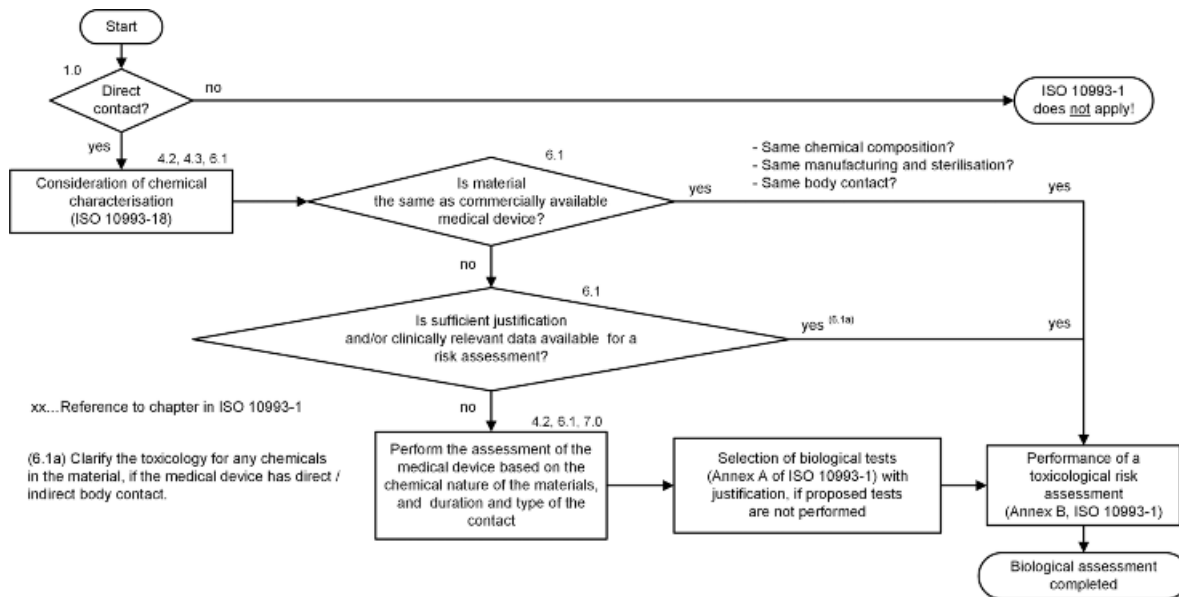 Start
1.0
Direct
contact?
no
ISO 10993-1
does not apply!
yes
4.2, 4.3, 6.1
Consideration of chemical
characterisation
(ISO 10993-18)
6.1
Is material
the same as commercially available
medical device?
- Same chemical composition?
- Same manufacturing and sterilisation?
- Same body contact?
yes
yes
no
6.1
Is sufficient justification
and/or clinically relevant data available for a
risk assessment?
yes (6.1a)
yes
no
xx...Reference to chapter in ISO 10993-1
(6.1a) Clarify the toxicology for any chemicals
in the material, if the medical device has direct /
indirect body contact.
4.2, 6.1, 7.0
Perform the assessment of the
medical device based on the
chemical nature of the materials,
and duration and type of the
contact
Selection of biological tests
(Annex A of ISO 10993-1) with
justification, if proposed tests
are not performed
Performance of a
toxicological risk
assessment
(Annex B, ISO 10993-1)
Biological assessment
completed